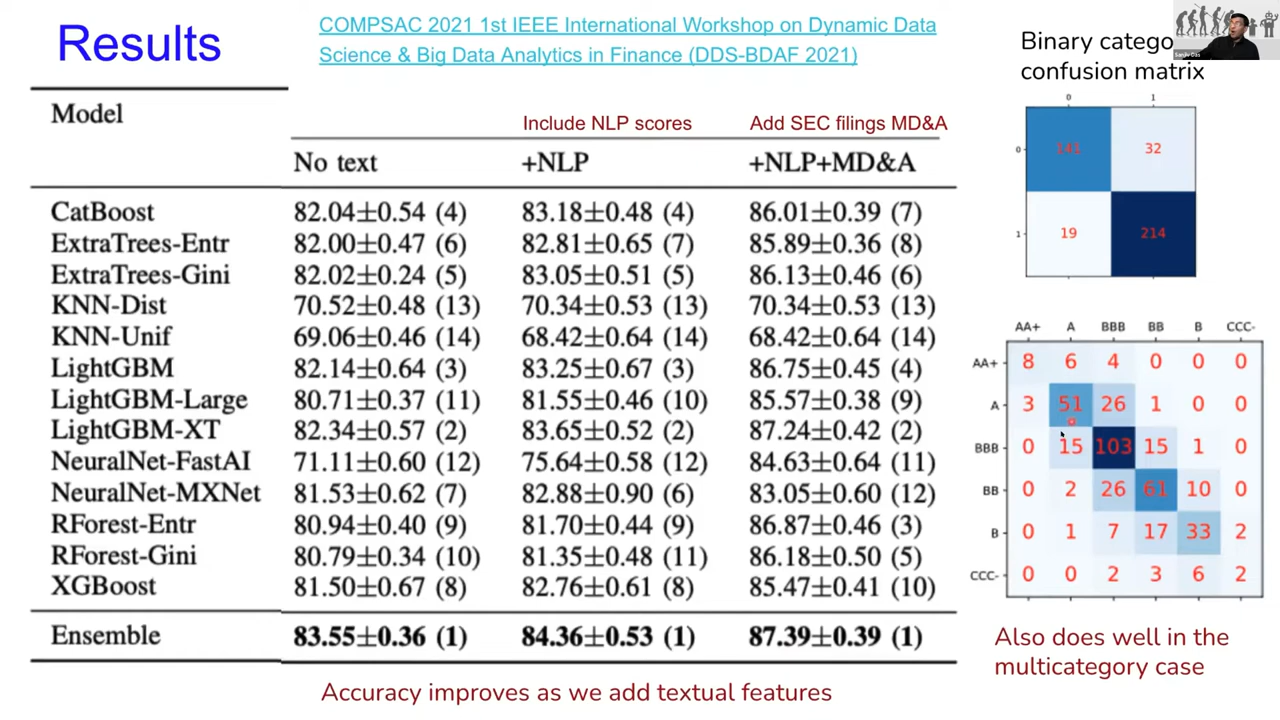 Results
COMPSAC 2021 1st IEEE International Workshop on Dynamic Data
Science & Big Data Analytics in Finance (DDS-BDAF 2021)
Model
Include NLP scores
Add SEC filings MD&A
No text +NLP +NLP+MD&A
CatBoost 82.04±0.54 (4) 83.18±0.48 (4) 86.01±0.39 (7)
ExtraTrees-Entr 82.00±0.47 (6) 82.81±0.65 (7) 85.89±0.36 (8)
ExtraTrees-Gini 82.02±0.24 (5) 83.05±0.51 (5) 86.13±0.46 (6)
KNN-Dist 70.52±0.48 (13) 70.34±0.53 (13) 70.34±0.53 (13)
KNN-Unif 69.06±0.46 (14) 68.42±0.64 (14) 68.42±0.64 (14)
LightGBM 82.14±0.64 (3) 83.25±0.67 (3) 86.75±0.45 (4)
LightGBM-Large 80.71±0.37 (11) 81.55±0.46 (10) 85.57±0.38 (9)
LightGBM-XT 82.34±0.57 (2) 83.65±0.52 (2) 87.24±0.42 (2)
NeuralNet-FastAI 71.11±0.60 (12) 75.64±0.58 (12) 84.63±0.64 (11)
NeuralNet-MXNet 81.53±0.62 (7) 82.88±0.90 (6) 83.05±0.60 (12)
RForest-Entr 80.94±0.40 (9) 81.70±0.44 (9) 86.87±0.46 (3)
RForest-Gini 80.79±0.34 (10) 81.35±0.48 (11) 86.18±0.50 (5)
XGBoost 81.50±0.67 (8) 82.76±0.61 (8) 85.47±0.41 (10)
Ensemble 83.55±0.36 (1) 84.36±0.53 (1) 87.39±0.39 (1)
Accuracy improves as we add textual features
Binary catego
confusion matrix
Sanjiv Das
0 1
0 32
1 19 214
AA+ A BBB BB B CCC-
AA+ 8 6 4 0 0 0
A 3 51 26 1 0 0
BBB 0 15 103 15 1 0
BB 0 2 26 61 10 0
B 0 1 7 17 33 2
CCC- 0 0 2 3 6 2
Also does well in the
multicategory case